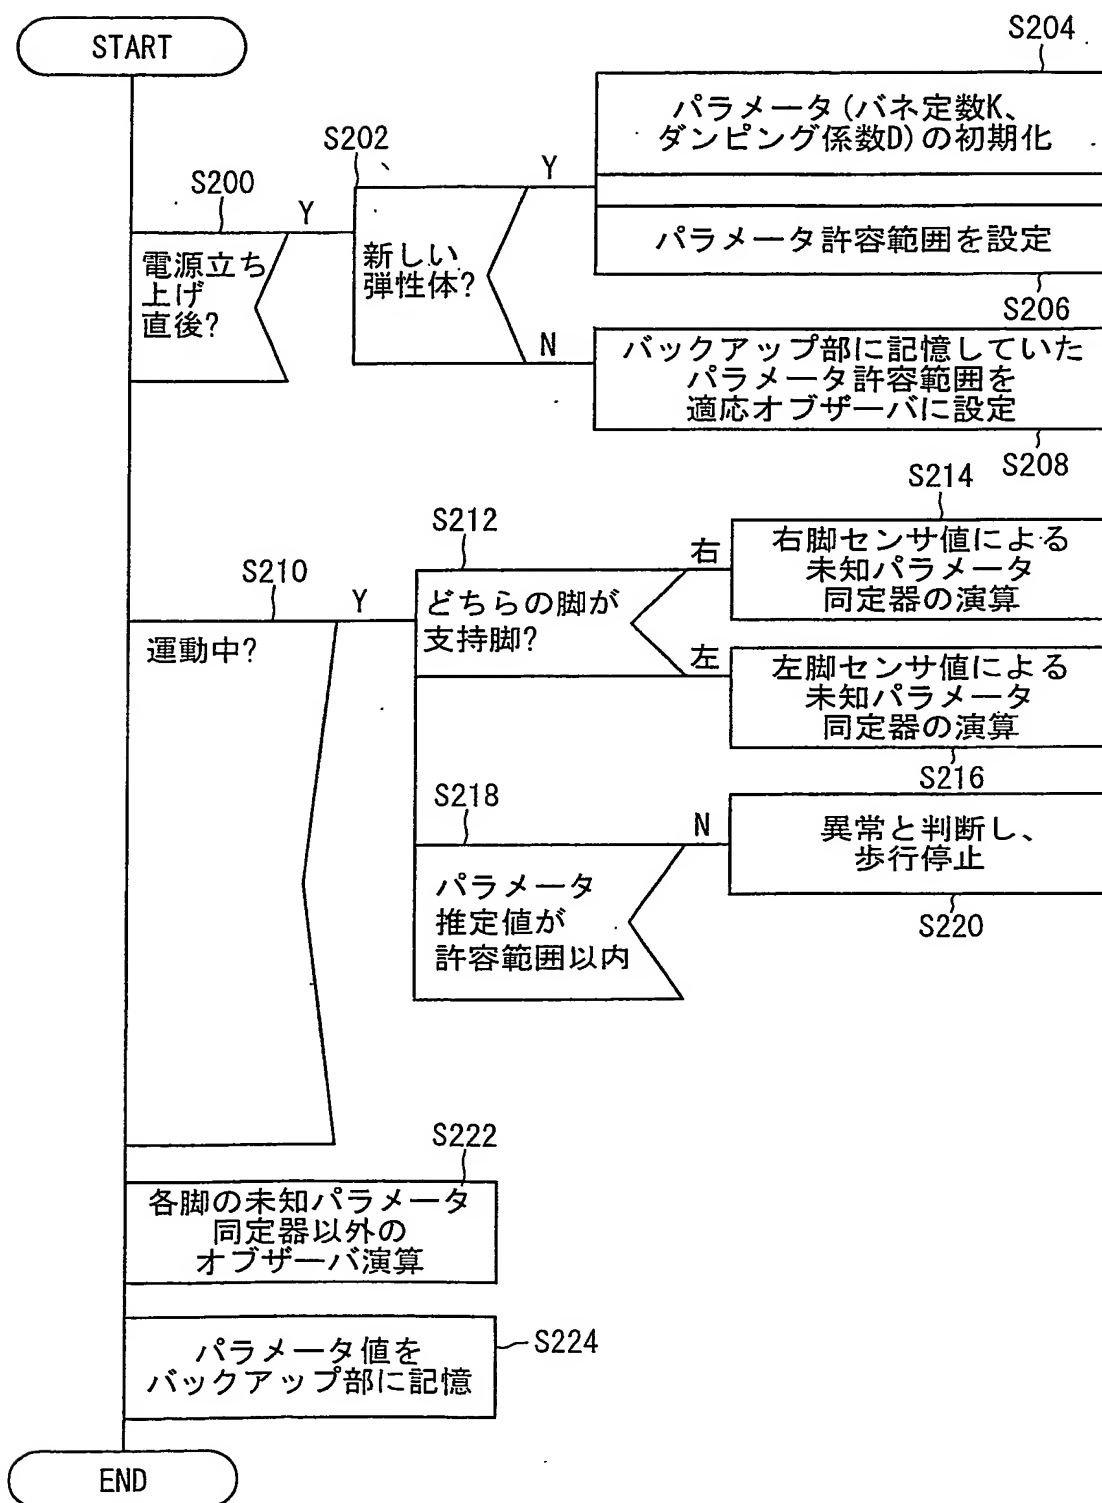 START
S204
パラメータ(バネ定数K、
ダンピング係数D)の初期化
S202
Y
S200
Y
新しい
弾性体?
パラメータ許容範囲を設定
S206
電源立ち
上げ
直後?
N
バックアップ部に記憶していた
パラメータ許容範囲を
適応オブザーバに設定
S208
S214
S212
右
右脚センサ値による
未知パラメータ
同定器の演算
S210
Y
どちらの脚が
支持脚?
運動中?
左
左脚センサ値による
未知パラメータ
同定器の演算
S216
S218
N
異常と判断し、
歩行停止
S220
パラメータ
推定値が
許容範囲以内
S222
各脚の未知パラメータ
同定器以外の
オブザーバ演算
S224
パラメータ値を
バックアップ部に記憶
END